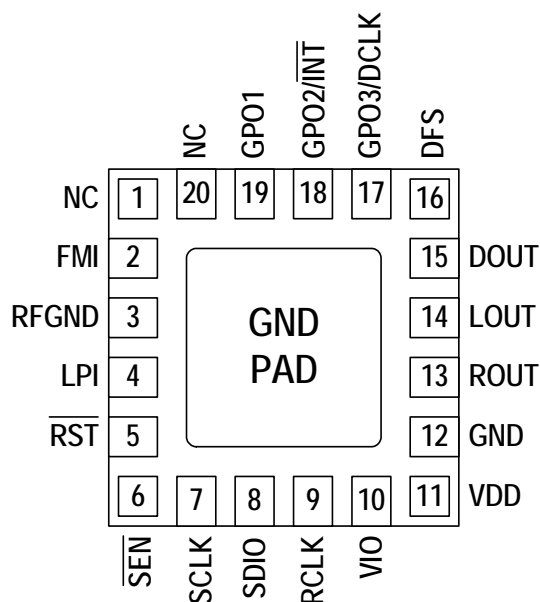 NC
GPO1
GPO2/INT
GPO3/DCLK
DFS
NC 1 20 19 18 17 16
FMI 2 15 DOUT
RFGND 3 14 LOUT
GND
PAD
LPI 4 13 ROUT
RST 5 12 GND
6 7 8 9 10 11 VDD
SEN
SCLK
SDIO
RCLK
VIO